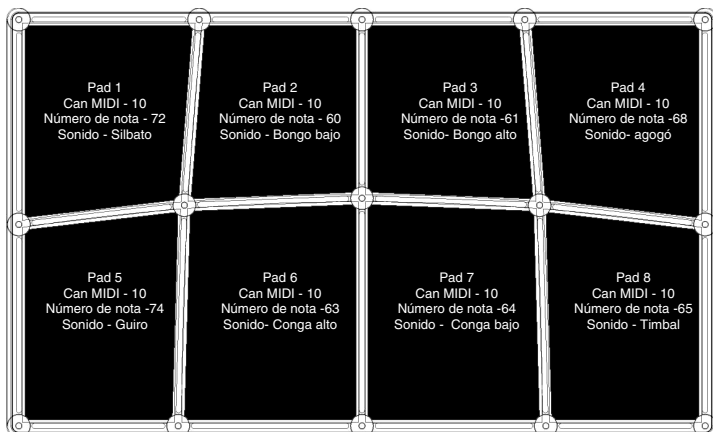 Pad 1
Can MIDI - 10
Número de nota - 72
Sonido - Silbato
Pad 2
Can MIDI - 10
Número de nota - 60
Sonido - Bongo bajo
Pad 3
Can MIDI - 10
Número de nota -61
Sonido- Bongo alto
Pad 4
Can MIDI - 10
Número de nota -68
Sonido- agogó
Pad 5
Can MIDI - 10
Número de nota -74
Sonido - Guiro
Pad 6
Can MIDI - 10
Número de nota -63
Sonido- Conga alto
Pad 7
Can MIDI - 10
Número de nota -64
Sonido - Conga bajo
Pad 8
Can MIDI - 10
Número de nota -65
Sonido - Timbal